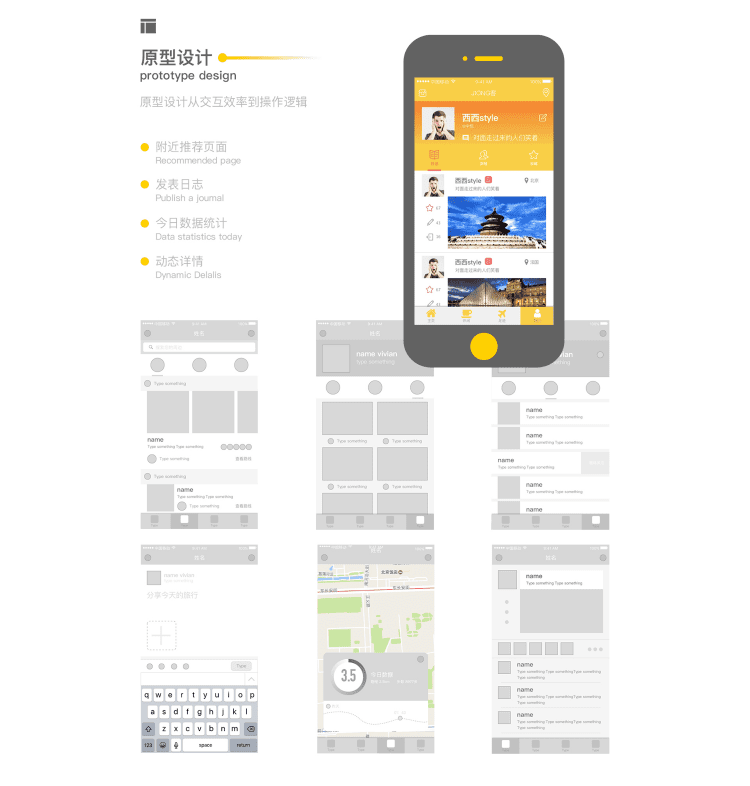 原型设计
prototype design
原型设计从交互效率到操作逻辑
附近推荐页面
Recommended page
发表日志
Publish a journal
今日数据统计
Data statistics today
动态详情
Dynamic Delails
JONG者
西西style
对面走过来的人们笑着
西西style
对面走过来的人们笑着
67
43
西西style
对面走过来的人们笑着
67
43
Type something
name
Type something Type something
Type something
Type something
name
Type something Type something
Type something
name vivian
Type something
Type something
Type something
Type something
Type something
vivian
name
Type something Type something
name
Type something Type something
name
Type something Type something
name
Type something Type something
name
name vivian
分享今天的旅行
Type
q w e r t y u i o p
a s d f g h j k l
z x c v b n m
123
space
return
3.5
今日数据
name
Type something Type something
name
Type something Type somethingType something
Type something
name
Type something Type somethingType something
Type something
name
Type something Type somethingType something
Type something